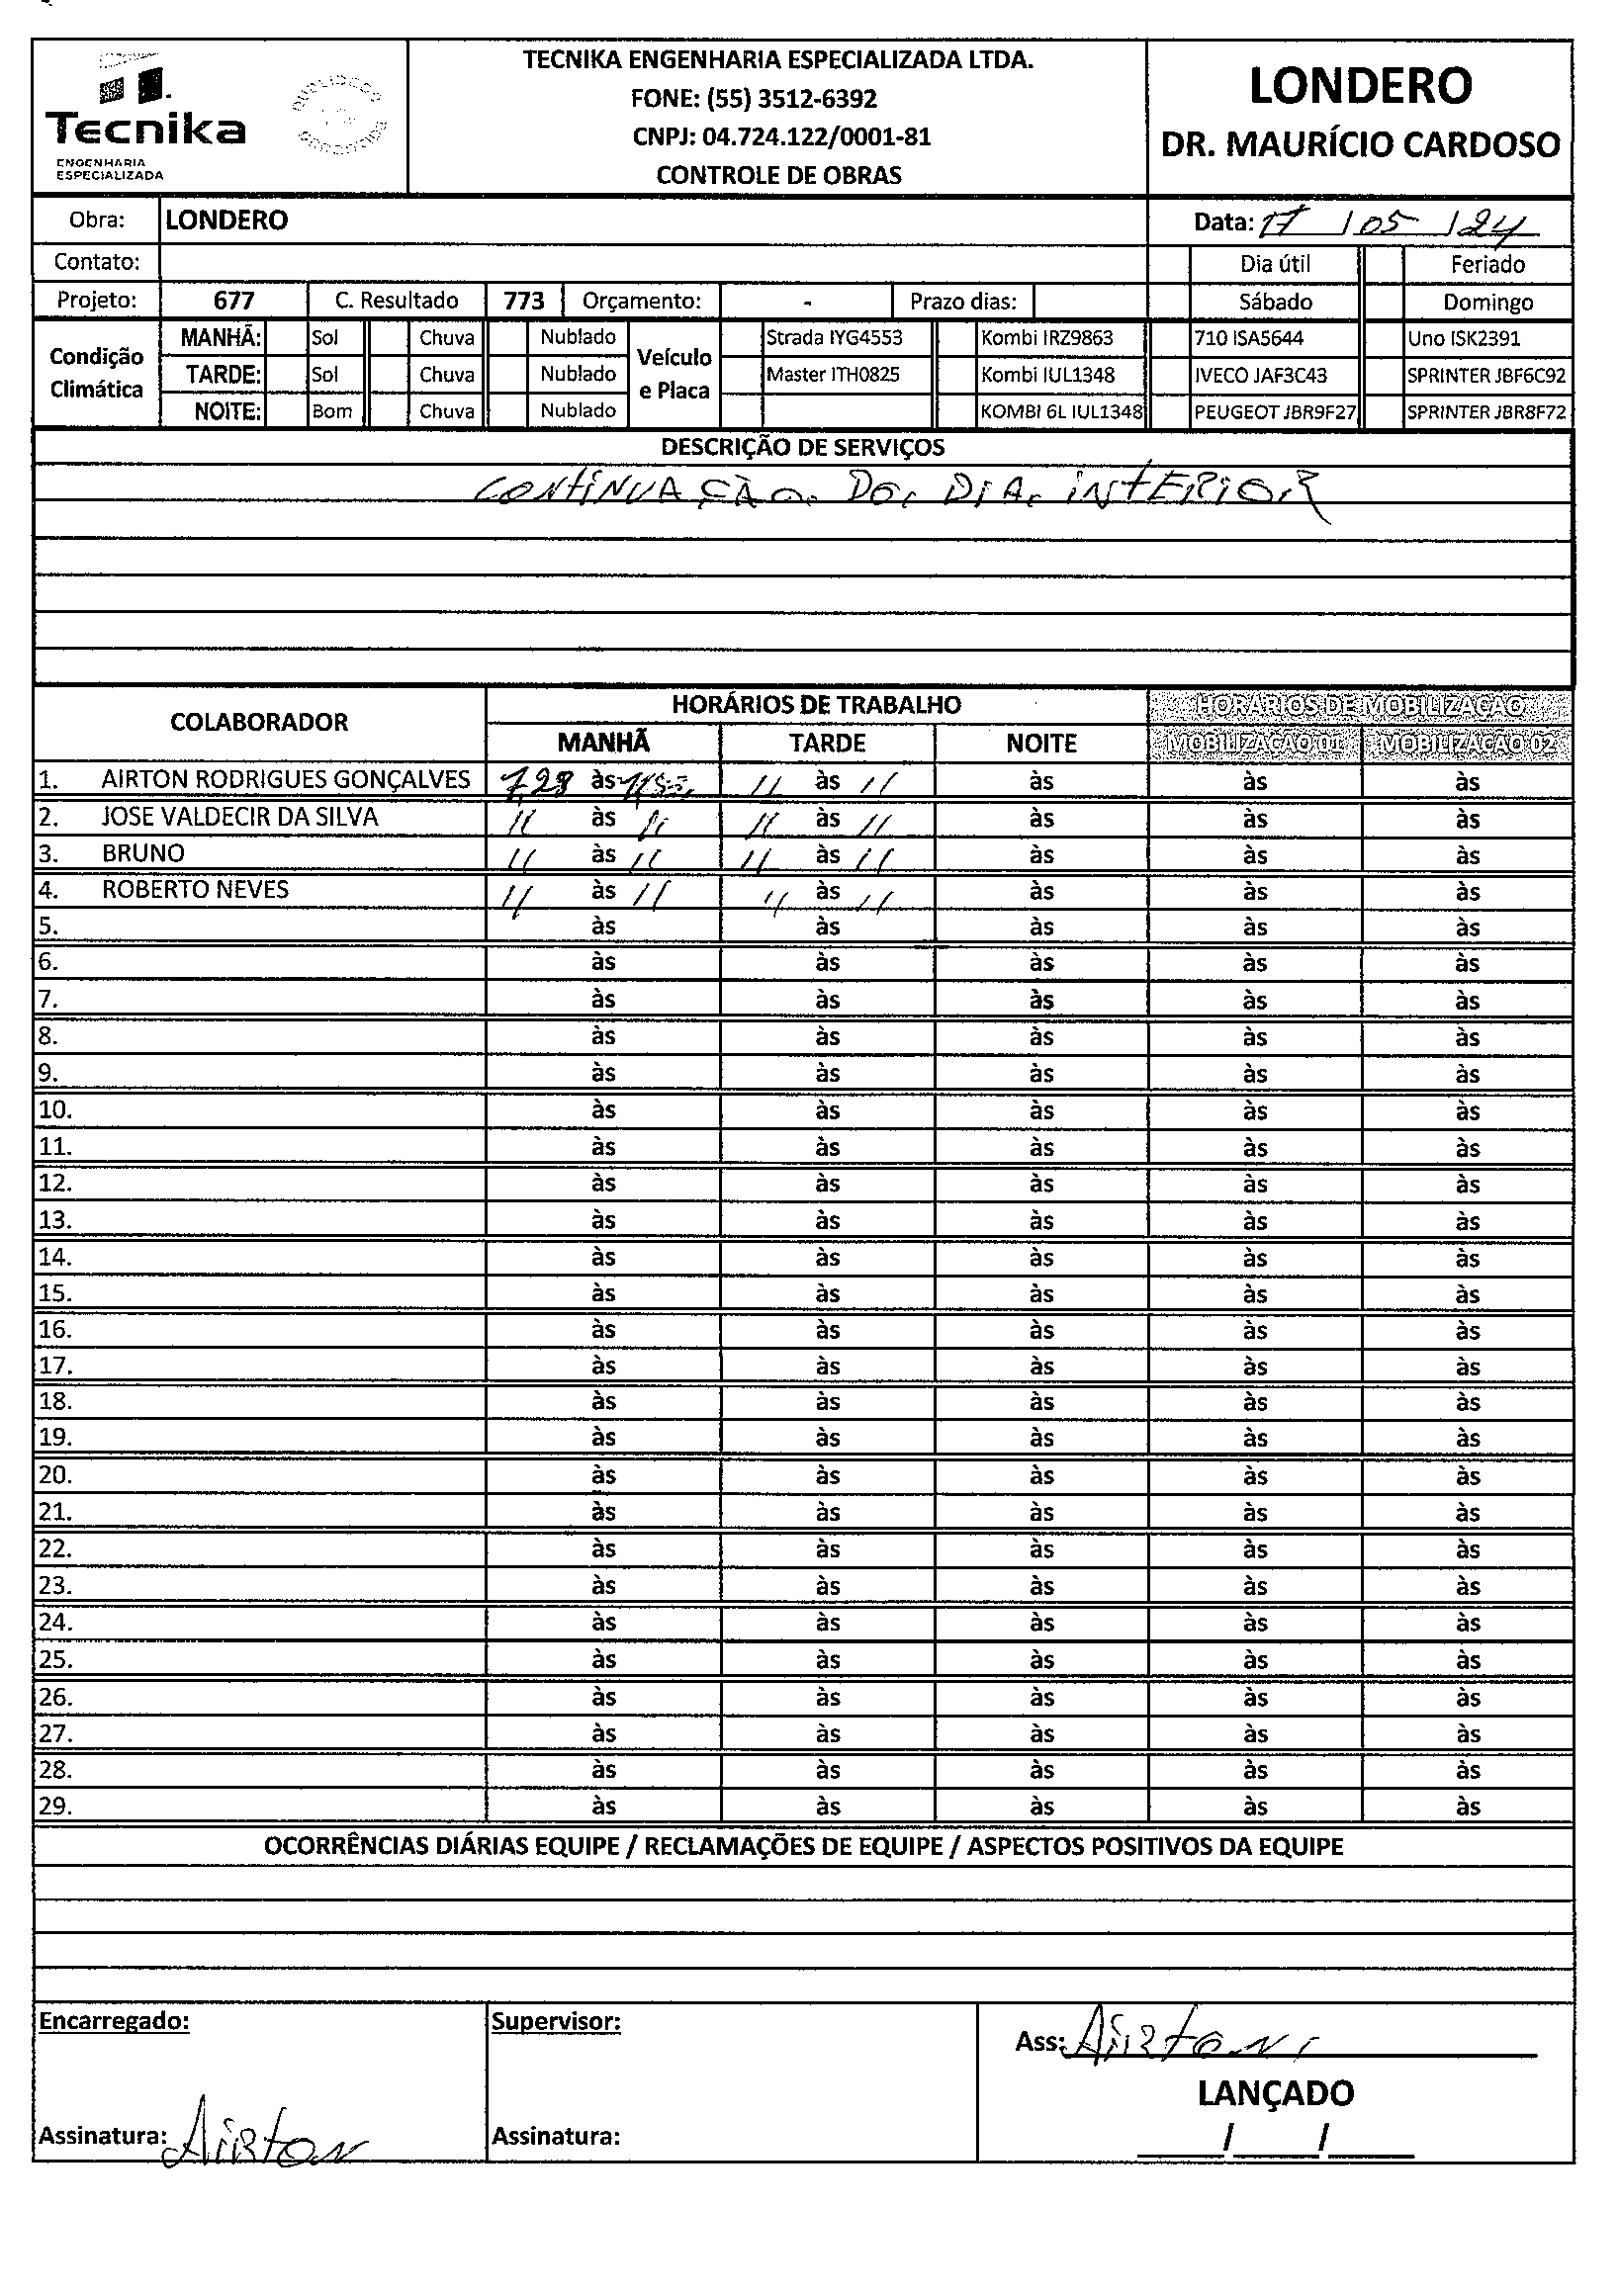 Tecnika
ENGENHARIA
ESPECIALIZADA
TECNIKA ENGENHARIA ESPECIALIZADA LTDA.
FONE: (55) 3512-6392
CNPJ: 04.724.122/0001-81
CONTROLE DE OBRAS
LONDERO
DR. MAURÍCIO CARDOSO
Obra: LONDERO Data: 17 / 05 / 24
Contato: Dia útil Feriado
Projeto: 677 C. Resultado 773 Orçamento: - Prazo dias: Sábado Domingo
Condição Climática MANHÃ: Sol Chuva Nublado Veículo e Placa Strada IYG4553 Kombi IRZ9863 710 ISA5644 Uno ISK2391
TARDE: Sol Chuva Nublado Master ITH0825 Kombi IUL1348 IVECO JAF3C43 SPRINTER JBF6C92
NOITE: Bom Chuva Nublado KOMBI 6L IUL1348 PEUGEOT JBR9F27 SPRINTER JBR8F72
DESCRIÇÃO DE SERVIÇOS
CONTINUAÇÃO. DO, DIA, INTERIOR
COLABORADOR HORÁRIOS DE TRABALHO HORÁRIOS DE MOBILIZAÇÃO
MANHÃ TARDE NOITE MOBILIZAÇÃO 01 MOBILIZAÇÃO 02
1. AIRTON RODRIGUES GONÇALVES 7,28 às 11 às 11 às às às
2. JOSE VALDECIR DA SILVA 11 às 11 11 às 11 às às às
3. BRUNO 11 às 11 11 às 11 às às às
4. ROBERTO NEVES 11 às 11 11 às 11 às às às
5. às às às às às
6. às às às às às
7. às às às às às
8. às às às às às
9. às às às às às
10. às às às às às
11. às às às às às
12. às às às às às
13. às às às às às
14. às às às às às
15. às às às às às
16. às às às às às
17. às às às às às
18. às às às às às
19. às às às às às
20. às às às às às
21. às às às às às
22. às às às às às
23. às às às às às
24. às às às às às
25. às às às às às
26. às às às às às
27. às às às às às
28. às às às às às
29. às às às às às
OCORRÊNCIAS DIÁRIAS EQUIPE / RECLAMAÇÕES DE EQUIPE / ASPECTOS POSITIVOS DA EQUIPE
Encarregado: Supervisor: Ass: Airton
LANÇADO
Assinatura: Airton Assinatura: / /